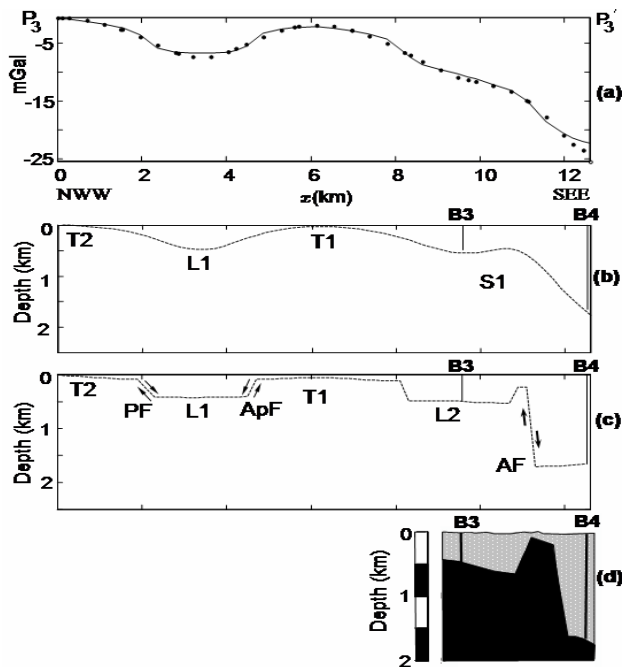 P3 P3′
-5
-15
-25
mGal
(a)
0 0 2 4 6 8 10 12
NWW x(km) SEE
B3 B4
0
1
2
Depth (km)
T2 L1 T1 S1
(b)
B3 B4
0
1
2
Depth (km)
T2 PF L1 ApF T1 L2 AF
(c)
B3 B4
0
1
2
Depth (km)
(d)